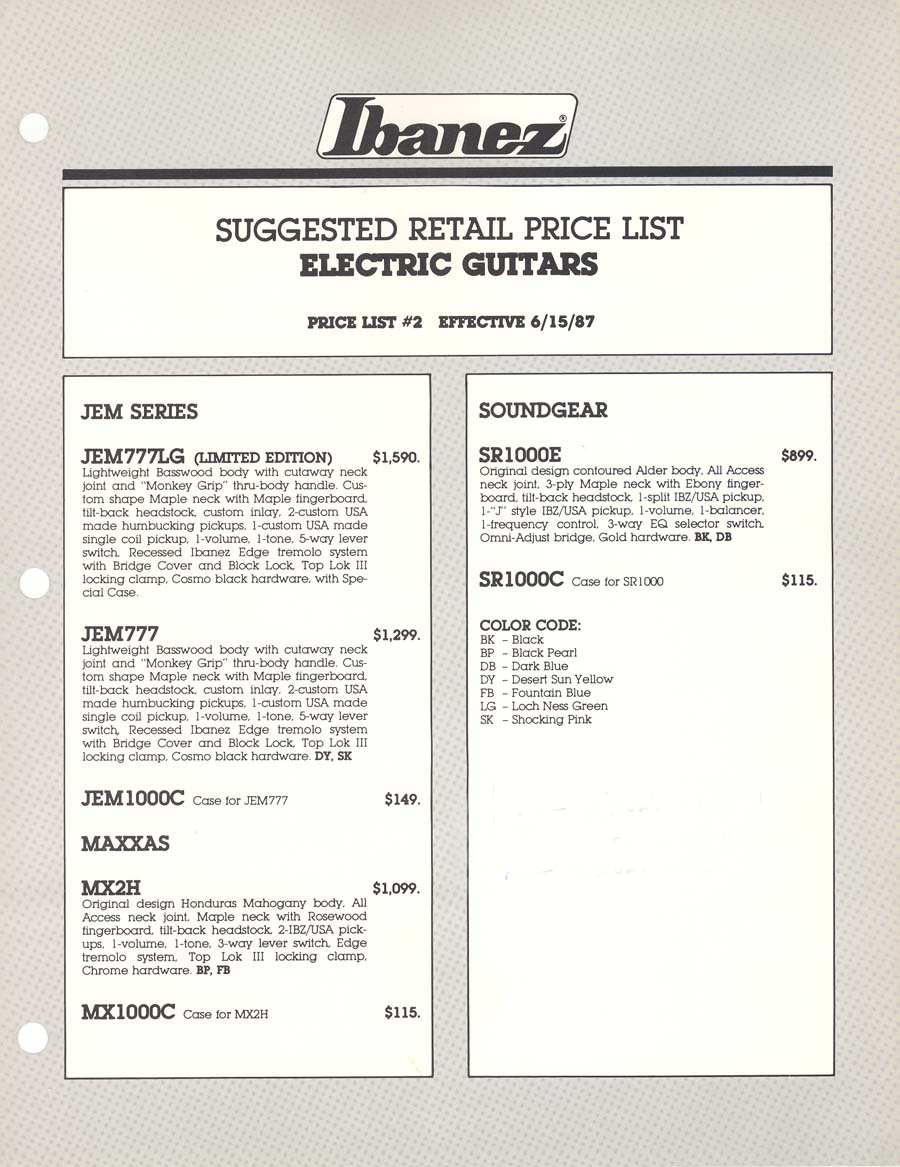 Ibanez®
SUGGESTED RETAIL PRICE LIST
ELECTRIC GUITARS
PRICE LIST #2 EFFECTIVE 6/15/87
JEM SERIES
JEM777LG (LIMITED EDITION) $1,590.
Lightweight Basswood body with cutaway neck
joint and "Monkey Grip" thru-body handle. Cus-
tom shape Maple neck with Maple fingerboard,
tilt-back headstock, custom inlay, 2-custom USA
made humbucking pickups, 1-custom USA made
single coil pickup, 1-volume, 1-tone, 5-way lever
switch, Recessed Ibanez Edge tremolo system
with Bridge Cover and Block Lock, Top Lok III
locking clamp, Cosmo black hardware, with Spe-
cial Case.
JEM777 $1,299.
Lightweight Basswood body with cutaway neck
joint and "Monkey Grip" thru-body handle. Cus-
tom shape Maple neck with Maple fingerboard,
tilt-back headstock, custom inlay, 2-custom USA
made humbucking pickups, 1-custom USA made
single coil pickup, 1-volume, 1-tone, 5-way lever
switch, Recessed Ibanez Edge tremolo system
with Bridge Cover and Block Lock, Top Lok III
locking clamp, Cosmo black hardware. DY, SK
JEM1000C Case for JEM777 $149.
MAXXAS
MX2H $1,099.
Original design Honduras Mahogany body, All
Access neck joint, Maple neck with Rosewood
fingerboard, tilt-back headstock, 2-IBZ/USA pick-
ups, 1-volume, 1-tone, 3-way lever switch, Edge
tremolo system, Top Lok III locking clamp,
Chrome hardware. BP, FB
MX1000C Case for MX2H $115.
SOUNDGEAR
SR1000E $899.
Original design contoured Alder body, All Access
neck joint, 3-ply Maple neck with Ebony finger-
board, tilt-back headstock, 1-split IBZ/USA pickup,
1-"J" style IBZ/USA pickup, 1-volume, 1-balancer,
1-frequency control, 3-way EQ selector switch,
Omni-Adjust bridge, Gold hardware. BK, DB
SR1000C Case for SR1000 $115.
COLOR CODE:
BK – Black
BP – Black Pearl
DB – Dark Blue
DY – Desert Sun Yellow
FB – Fountain Blue
LG – Loch Ness Green
SK – Shocking Pink